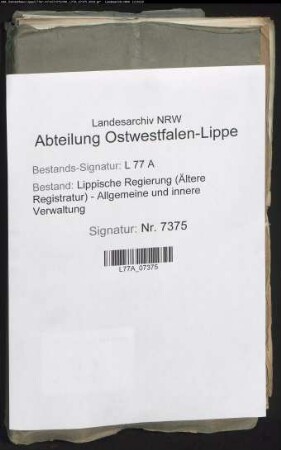 Landesarchiv NRW
Abteilung Ostwestfalen-Lippe
Bestands-Signatur: L 77 A
Bestand: Lippische Regierung (Ältere
Registratur) - Allgemeine und innere
Verwaltung
Signatur: Nr. 7375
L77A_07375